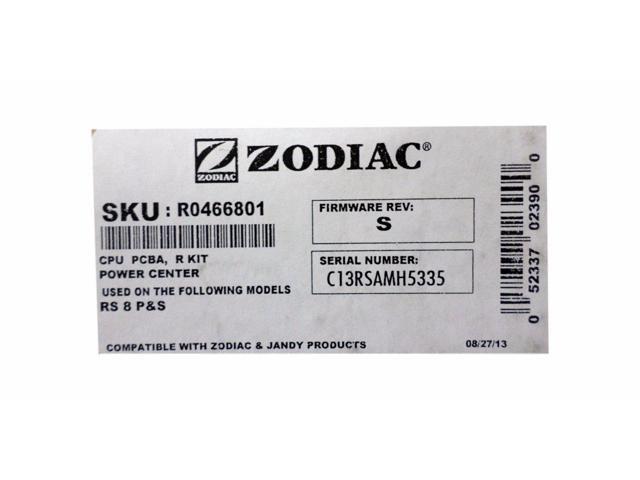 ZODIAC ZODIAC®
SKU: R0466801
CPU PCBA, R KIT
POWER CENTER
USED ON THE FOLLOWING MODELS
RS 8 P&S
FIRMWARE REV:
S
SERIAL NUMBER:
C13RSAMH5335
0 52337 02390 0
COMPATIBLE WITH ZODIAC & JANDY PRODUCTS
08/27/13